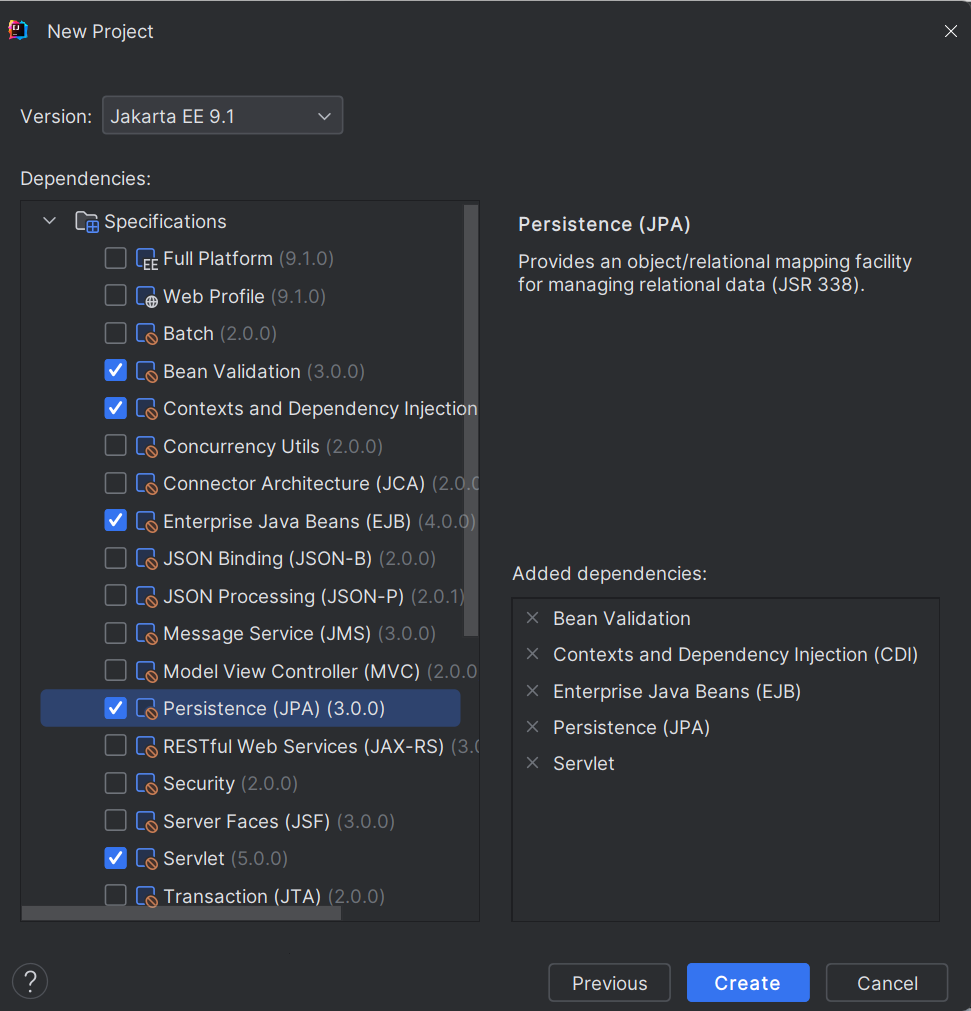 New Project
Version: Jakarta EE 9.1
Dependencies:
Specifications
Full Platform (9.1.0)
Web Profile (9.1.0)
Batch (2.0.0)
Bean Validation (3.0.0)
Contexts and Dependency Injection
Concurrency Utils (2.0.0)
Connector Architecture (JCA) (2.0.0
Enterprise Java Beans (EJB) (4.0.0)
JSON Binding (JSON-B) (2.0.0)
JSON Processing (JSON-P) (2.0.1)
Message Service (JMS) (3.0.0)
Model View Controller (MVC) (2.0.0
Persistence (JPA) (3.0.0)
RESTful Web Services (JAX-RS) (3.0
Security (2.0.0)
Server Faces (JSF) (3.0.0)
Servlet (5.0.0)
Transaction (JTA) (2.0.0)
Persistence (JPA)
Provides an object/relational mapping facility
for managing relational data (JSR 338).
Added dependencies:
Bean Validation
Contexts and Dependency Injection (CDI)
Enterprise Java Beans (EJB)
Persistence (JPA)
Servlet
? Previous Create Cancel